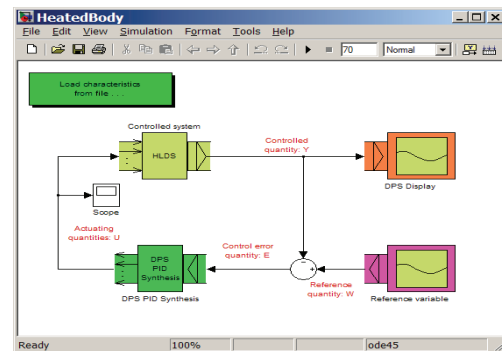 HeatedBody
File Edit View Simulation Format Tools Help
70 Normal
Load characteristics
from file . . .
Controlled system
HLDS
Controlled
quantity: Y
DPS Display
Scope
Actuating
quantities: U
DPS
PID
Synthesis
DPS PID Synthesis
Control error
quantity: E
−
+
Reference
quantity: W
Reference variable
Ready 100% ode45